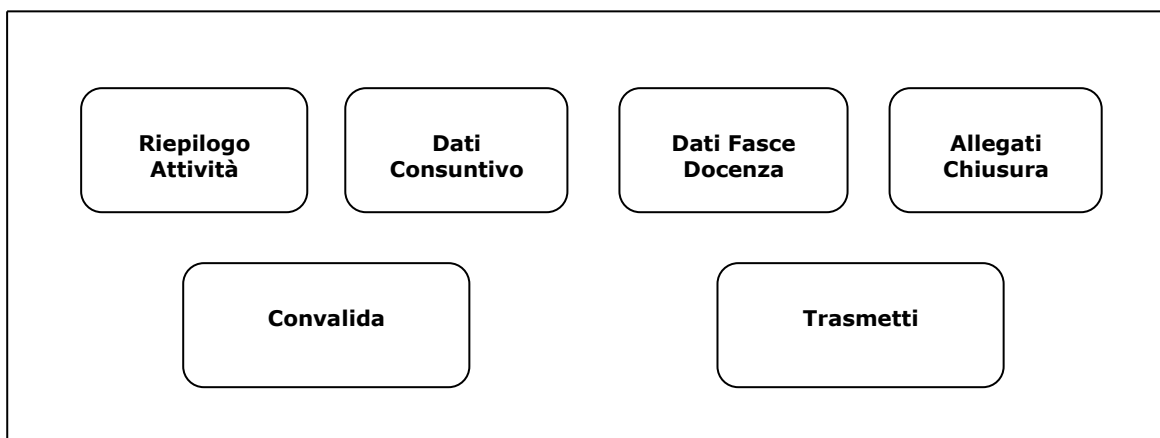 Riepilogo
Attività
Dati
Consuntivo
Dati Fasce
Docenza
Allegati
Chiusura
Convalida
Trasmetti